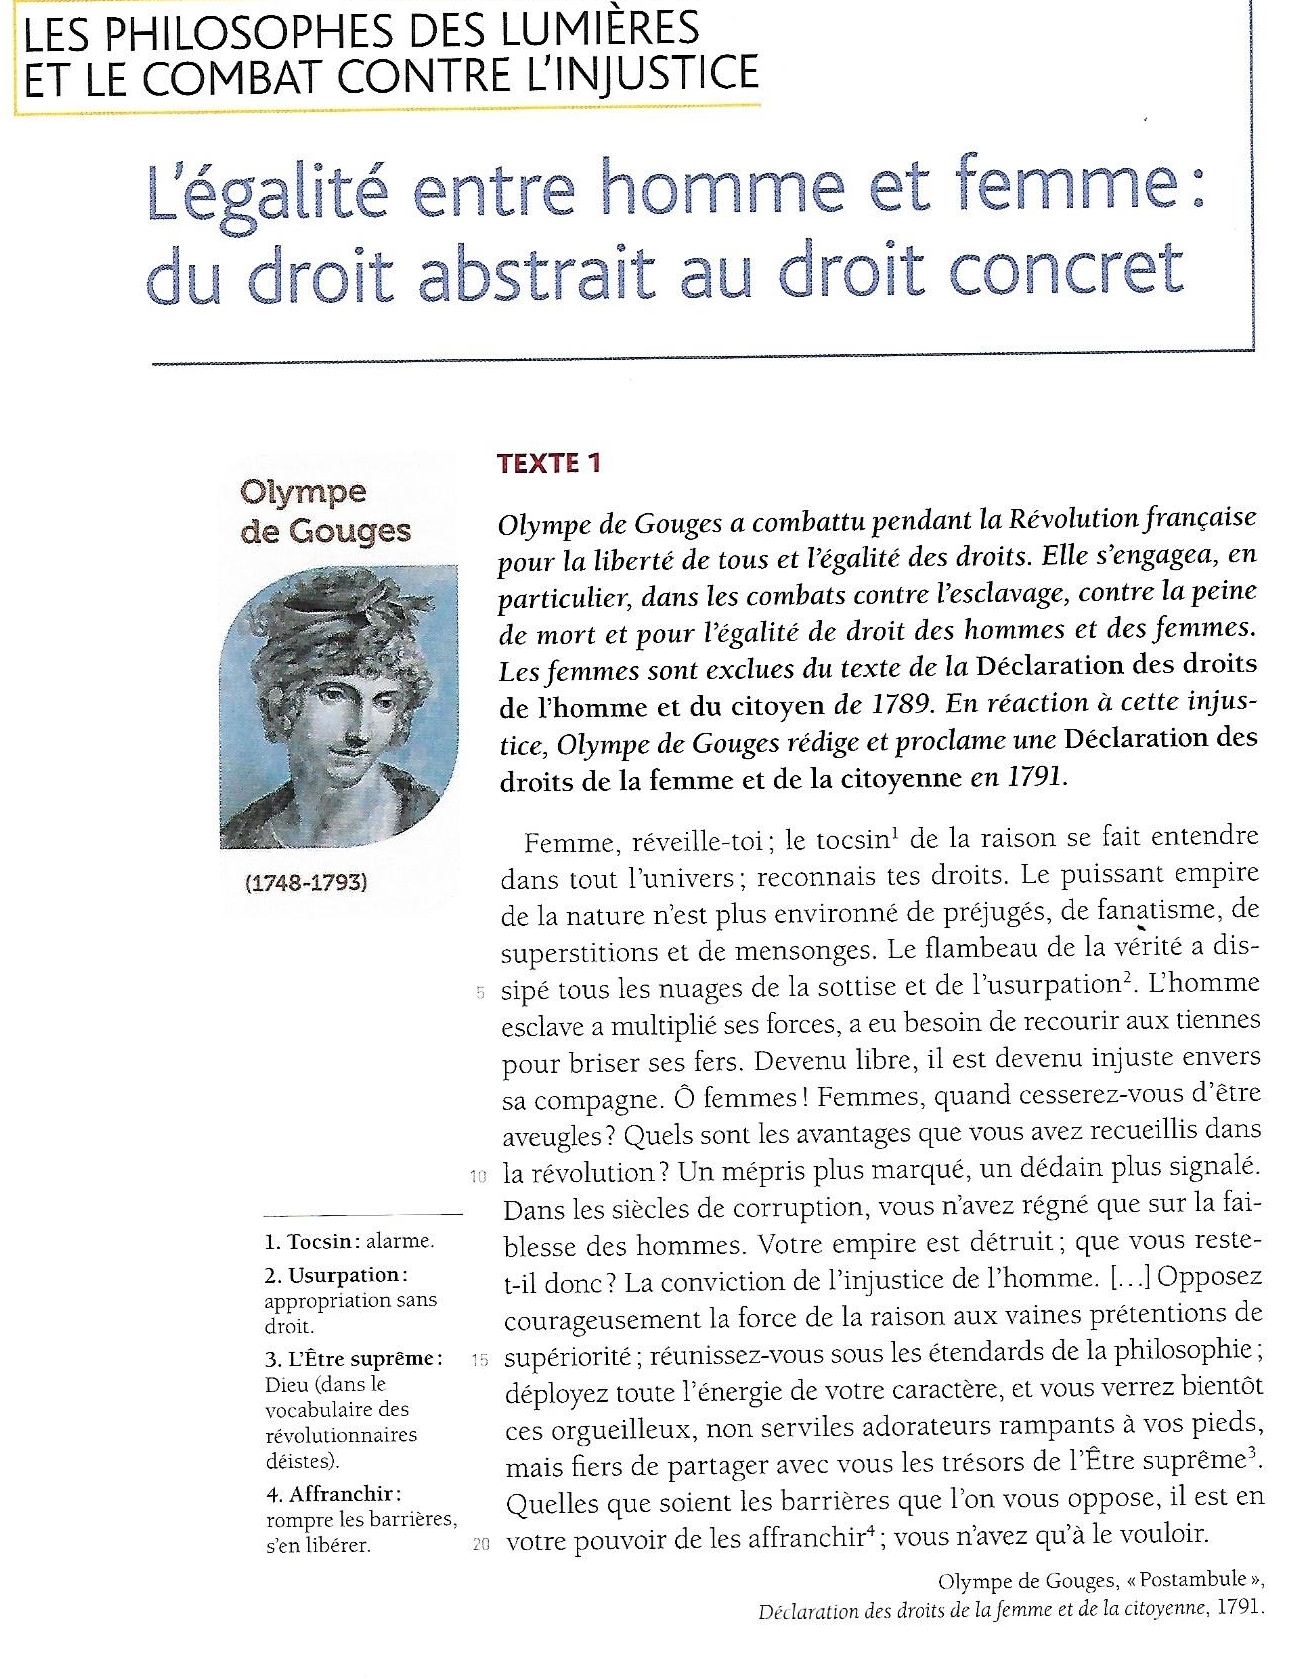 LES PHILOSOPHES DES LUMIÈRES
ET LE COMBAT CONTRE L'INJUSTICE
L'égalité entre homme et femme :
du droit abstrait au droit concret
Olympe
de Gouges
(1748-1793)
TEXTE 1
Olympe de Gouges a combattu pendant la Révolution française
pour la liberté de tous et l'égalité des droits. Elle s'engagea, en
particulier, dans les combats contre l'esclavage, contre la peine
de mort et pour l'égalité de droit des hommes et des femmes.
Les femmes sont exclues du texte de la Déclaration des droits
de l'homme et du citoyen de 1789. En réaction à cette injus-
tice, Olympe de Gouges rédige et proclame une Déclaration des
droits de la femme et de la citoyenne en 1791.
Femme, réveille-toi ; le tocsin¹ de la raison se fait entendre
dans tout l'univers ; reconnais tes droits. Le puissant empire
de la nature n'est plus environné de préjugés, de fanatisme, de
superstitions et de mensonges. Le flambeau de la vérité a dis-
5 sipé tous les nuages de la sottise et de l'usurpation². L'homme
esclave a multiplié ses forces, a eu besoin de recourir aux tiennes
pour briser ses fers. Devenu libre, il est devenu injuste envers
sa compagne. Ô femmes ! Femmes, quand cesserez-vous d'être
aveugles ? Quels sont les avantages que vous avez recueillis dans
10 la révolution ? Un mépris plus marqué, un dédain plus signalé.
Dans les siècles de corruption, vous n'avez régné que sur la fai-
blesse des hommes. Votre empire est détruit ; que vous reste-
t-il donc ? La conviction de l'injustice de l'homme. [...] Opposez
courageusement la force de la raison aux vaines prétentions de
15 supériorité ; réunissez-vous sous les étendards de la philosophie ;
déployez toute l'énergie de votre caractère, et vous verrez bientôt
ces orgueilleux, non serviles adorateurs rampants à vos pieds,
mais fiers de partager avec vous les trésors de l'Être suprême³.
Quelles que soient les barrières que l'on vous oppose, il est en
20 votre pouvoir de les affranchir⁴ ; vous n'avez qu'à le vouloir.
Olympe de Gouges, « Postambule »,
Déclaration des droits de la femme et de la citoyenne, 1791.
1. Tocsin : alarme.
2. Usurpation :
appropriation sans
droit.
3. L'Être suprême :
Dieu (dans le
vocabulaire des
révolutionnaires
déistes).
4. Affranchir :
rompre les barrières,
s'en libérer.